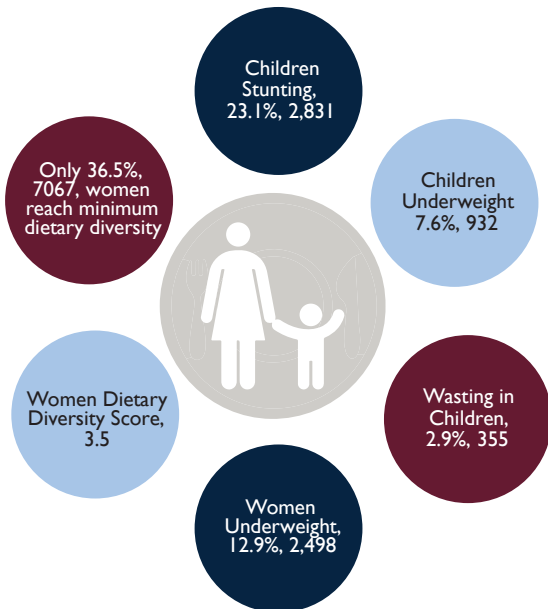 Children
Stunting,
23.1%, 2,831
Only 36.5%,
7067, women
reach minimum
dietary diversity
Children
Underweight
7.6%, 932
Women Dietary
Diversity Score,
3.5
Wasting in
Children,
2.9%, 355
Women
Underweight,
12.9%, 2,498